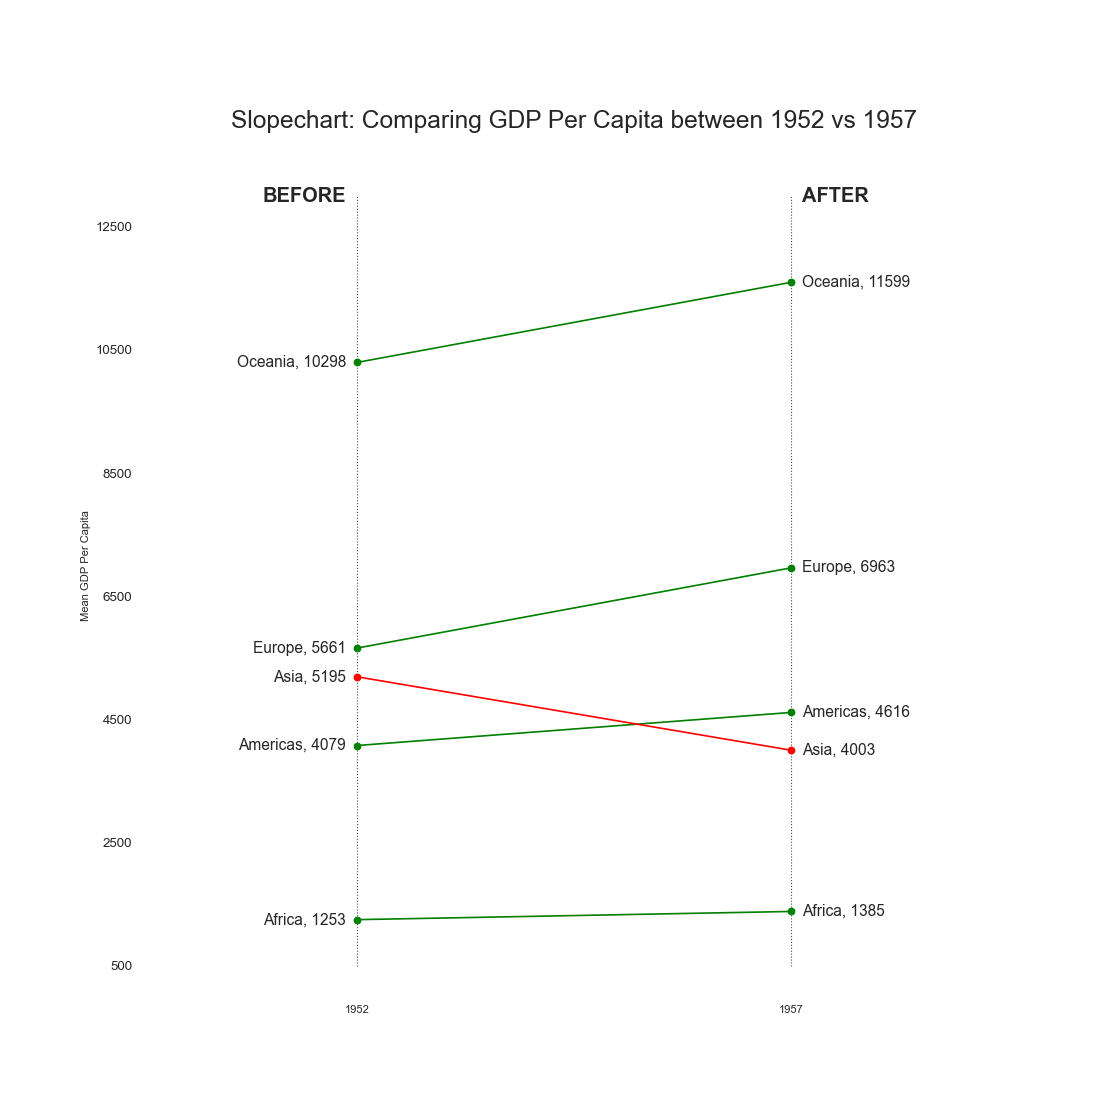 Slopechart: Comparing GDP Per Capita between 1952 vs 1957
BEFORE
AFTER
12500
Oceania, 11599
10500
Oceania, 10298
8500
Mean GDP Per Capita
Europe, 6963
6500
Europe, 5661
Asia, 5195
4500
Americas, 4616
Americas, 4079
Asia, 4003
2500
Africa, 1253
Africa, 1385
500
1952
1957